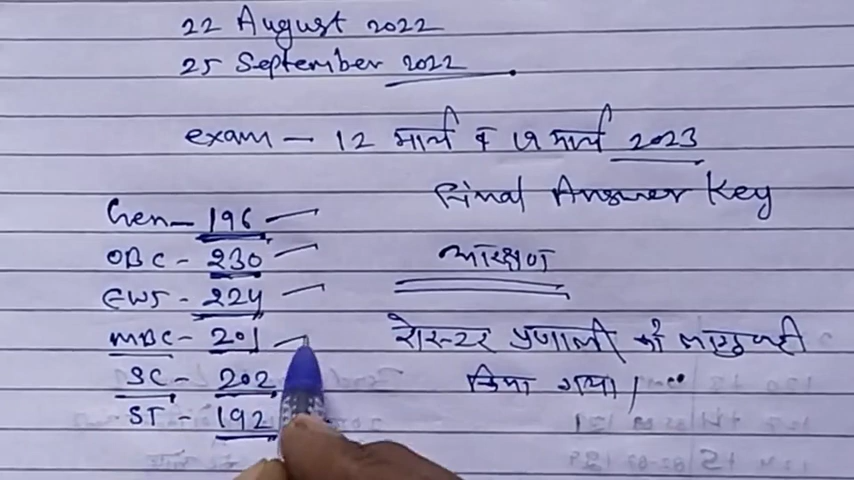 22 August 2022
25 September 2022
exam - 12 मार्च व 19 मार्च 2023
Final Answer Key
Gen - 196
OBC - 230
EWS - 224
MBC - 201
SC - 202
ST - 192
आरक्षण
रोस्टर प्रणाली को लागू नही
किया गया।